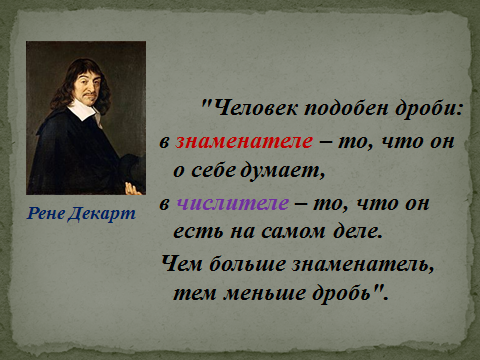 "Человек подобен дроби:
в знаменателе – то, что он
о себе думает,
в числителе – то, что он
есть на самом деле.
Чем больше знаменатель,
тем меньше дробь".
Рене Декарт